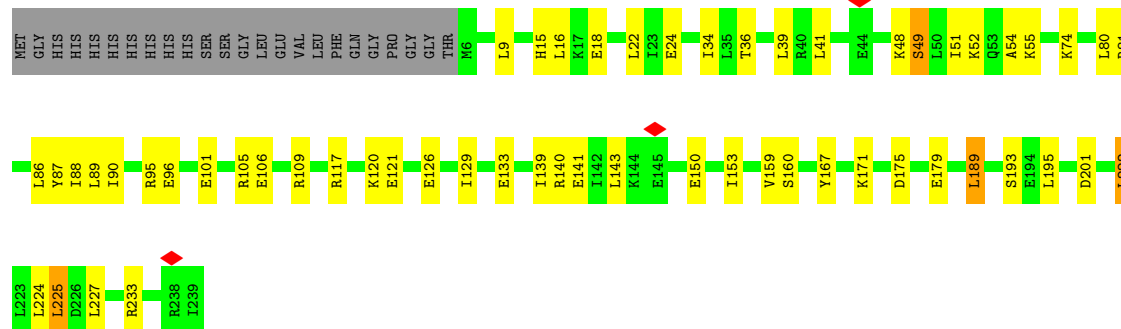 MET GLY HIS HIS HIS HIS HIS HIS HIS HIS SER SER GLY LEU GLU VAL LEU PHE GLN GLY PRO GLY GLY THR M6 L9 H15 L16 K17 E18 L22 I23 E24 I34 L35 T36 L39 R40 L41 E44 K48 S49 L50 I51 K52 Q53 A54 K55 K74 L80
L86 Y87 I88 L89 I90 R95 E96 E101 R105 E106 R109 R117 K120 E121 E126 I129 E133 I139 R140 E141 I142 L143 K144 E145 E150 I153 V159 S160 Y167 K171 D175 E179 L189 S193 E194 L195 D201
L223 L224 L225 D226 L227 R233 R238 I239